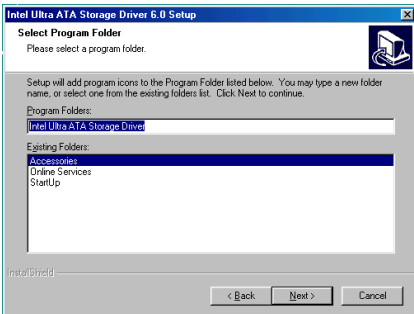 Intel Ultra ATA Storage Driver 6.0 Setup
Select Program Folder
Please select a program folder.
Setup will add program icons to the Program Folder listed below. You may type a new folder
name, or select one from the existing folders list. Click Next to continue.
Program Folders:
Intel Ultra ATA Storage Driver
Existing Folders:
Accessories
Online Services
StartUp
InstallShield
< Back
Next >
Cancel